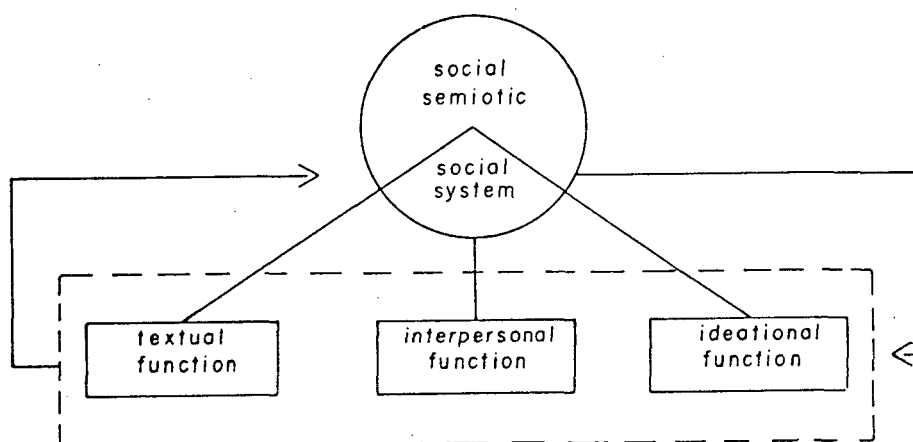 social
semiotic
social
system
textual
function
interpersonal
function
ideational
function